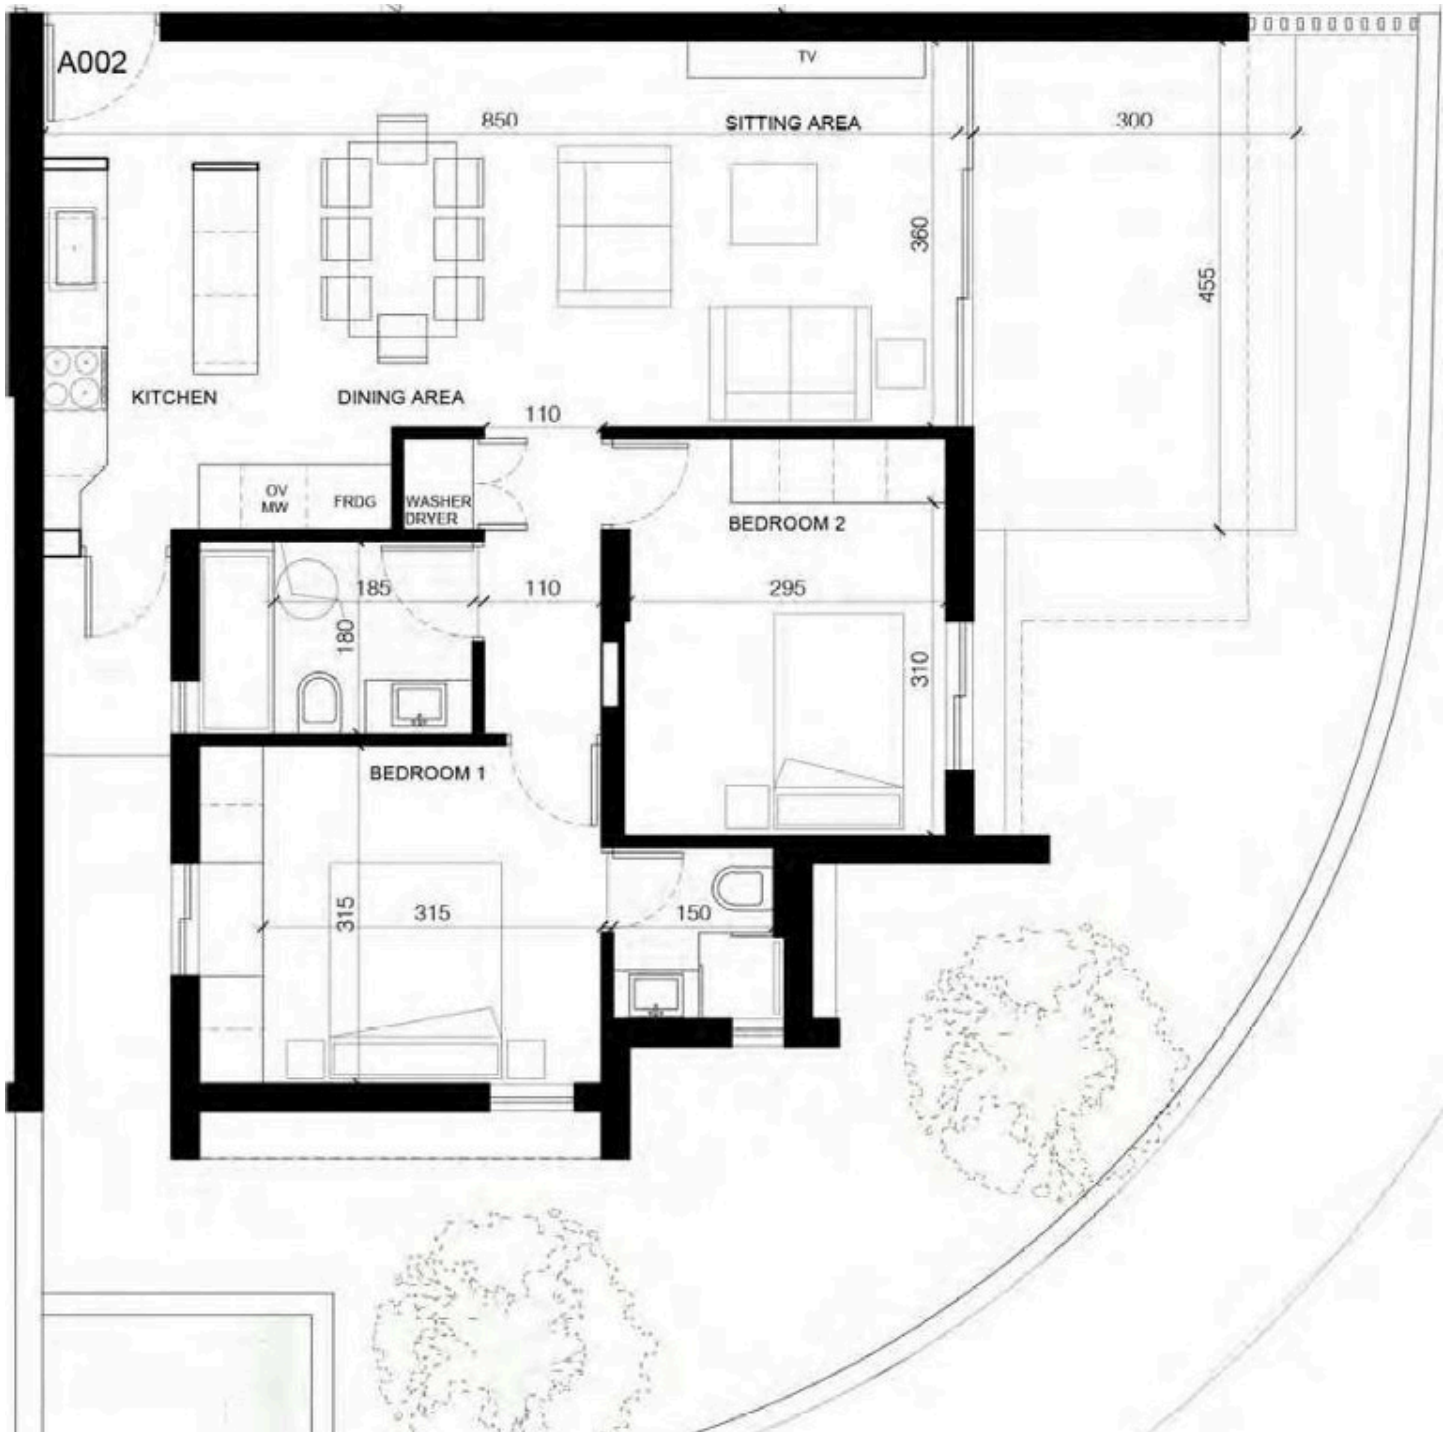 A002
TV
850
SITTING AREA
300
360
455
KITCHEN
DINING AREA
110
OV
MW
FRDG
WASHER
DRYER
BEDROOM 2
185
110
295
180
310
BEDROOM 1
315
315
150